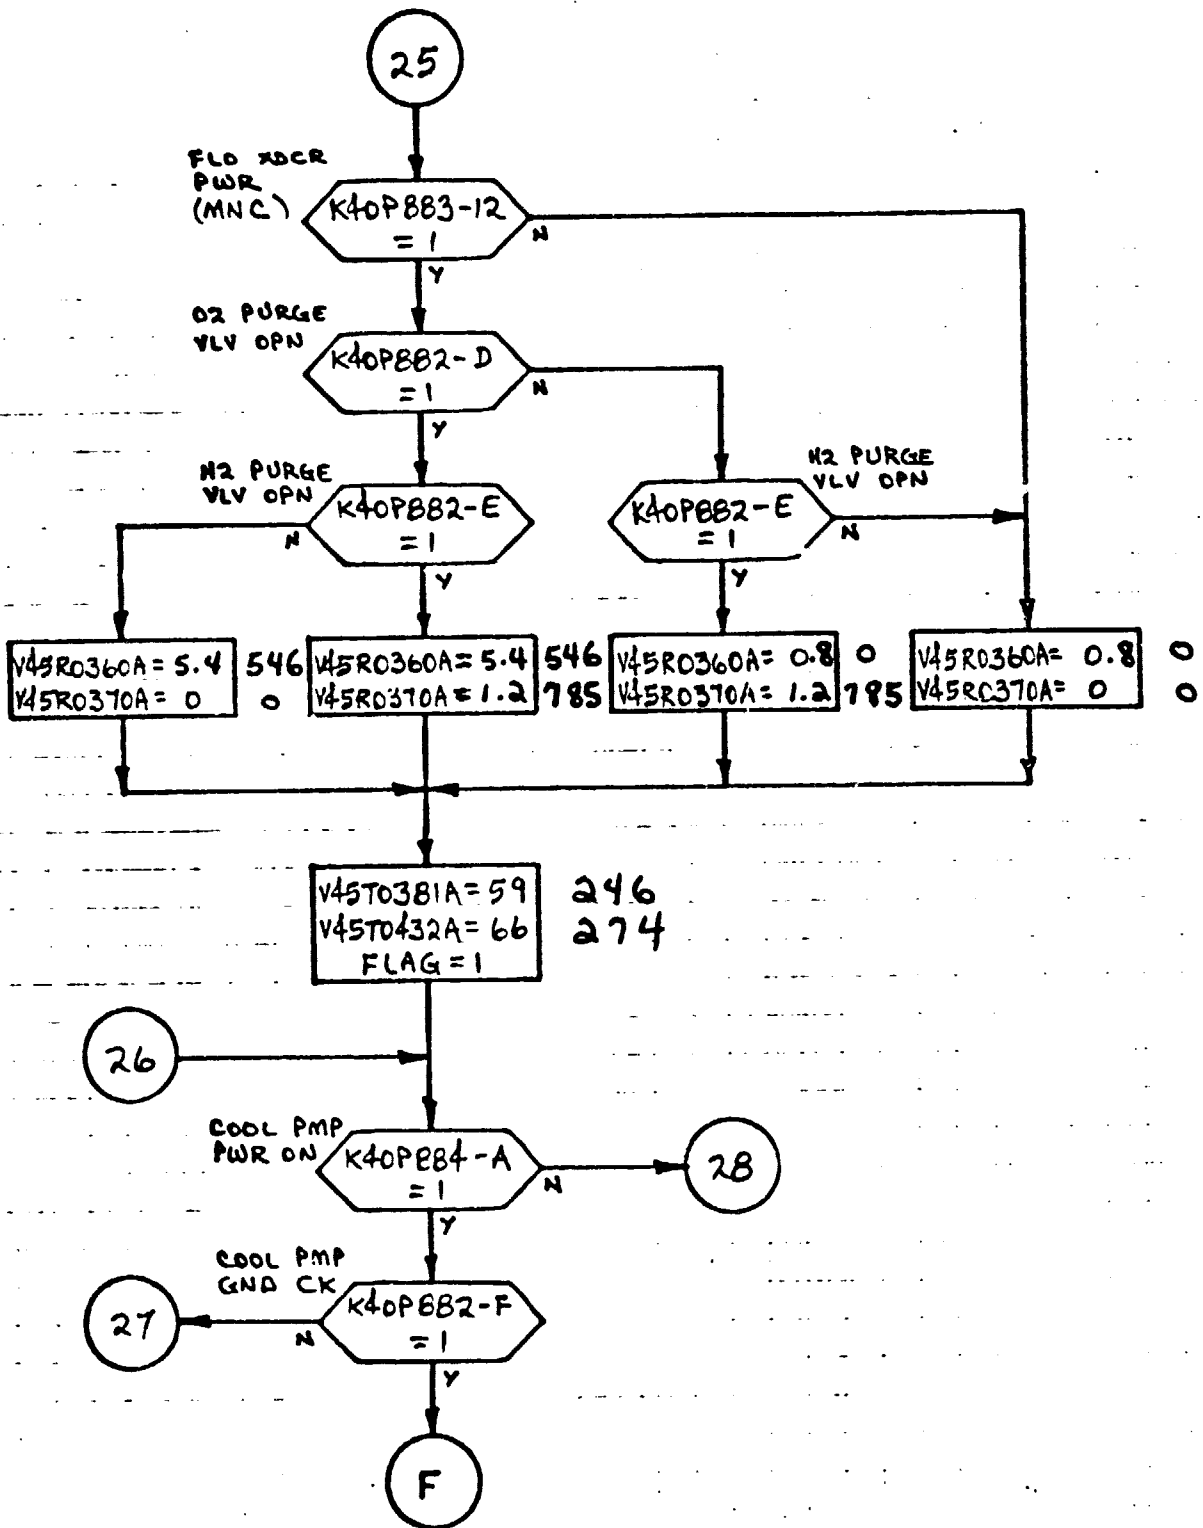 25
FLO XDCR
PWR
(MNC)
K40P883-12
= 1
N
Y
O2 PURGE
VLV OPN
K40P882-D
= 1
N
Y
H2 PURGE
VLV OPN
K40P882-E
= 1
N
Y
H2 PURGE
VLV OPN
K40P882-E
= 1
N
Y
V45R0360A= 5.4 546
V45R0370A= 0 0
V45R0360A= 5.4 546
V45R0370A= 1.2 785
V45R0360A= 0.8 0
V45R0370A= 1.2 785
V45R0360A= 0.8 0
V45R0370A= 0 0
V45T0381A= 59 246
V45T0432A= 66 274
FLAG = 1
26
COOL PMP
PWR ON
K40P884-A
= 1
N
28
Y
COOL PMP
GND CK
K40P882-F
= 1
27
N
Y
F